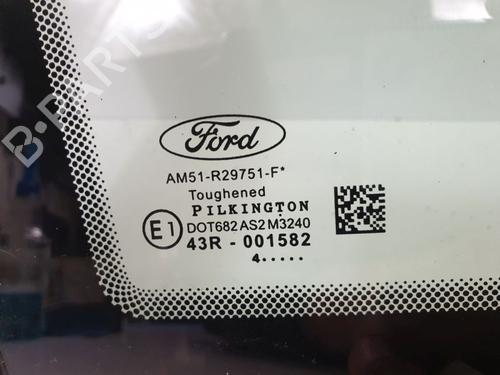 B-PARTS
Ford
AM51-R29751-F*
Toughened
PILKINGTON
E1 DOT682 AS2 M3240
43R - 001582
4.....